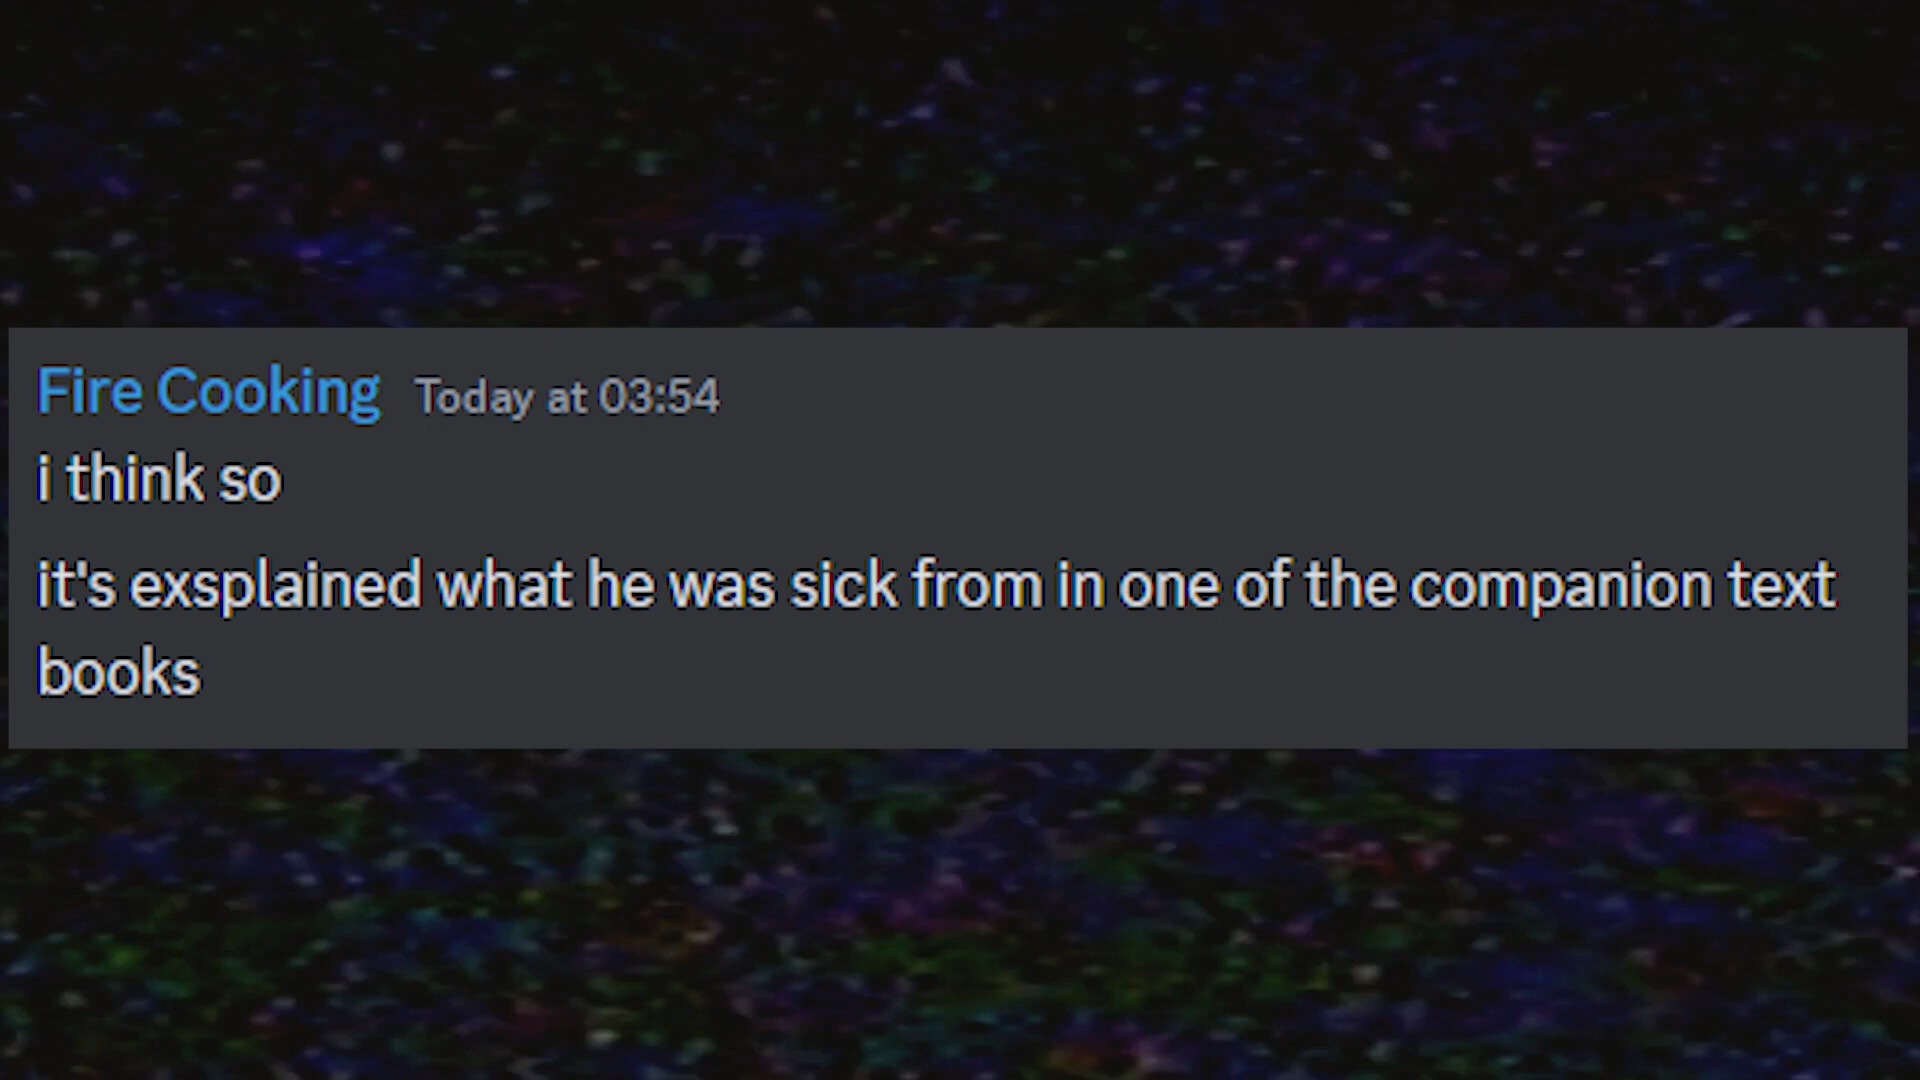 Fire Cooking Today at 03:54
i think so
it's exsplained what he was sick from in one of the companion text
books